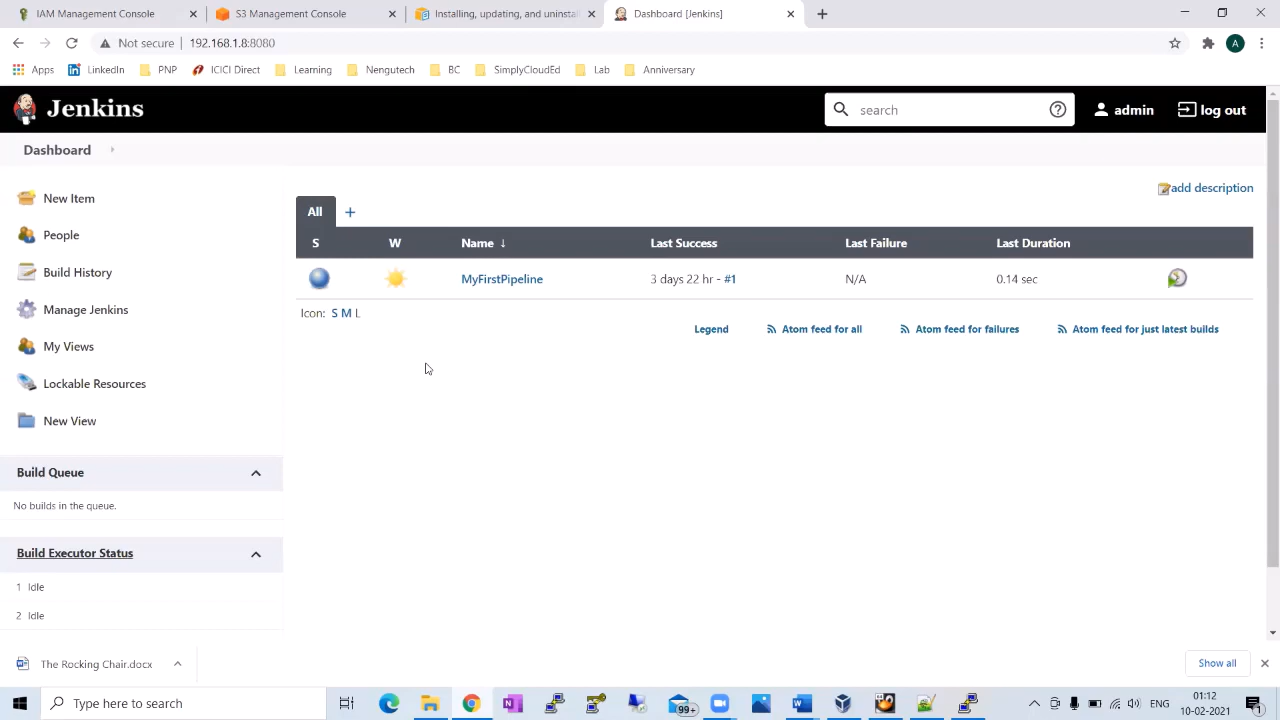 IAM Management Console
S3 Management Console
Installing, updating, and uninstal
Dashboard [Jenkins]
Not secure
192.168.1.8:8080
A
Apps
LinkedIn
PNP
ICICI Direct
Learning
Nengutech
BC
SimplyCloudEd
Lab
Anniversary
Jenkins
search
admin
log out
Dashboard
New Item
People
Build History
Manage Jenkins
My Views
Lockable Resources
New View
Build Queue
No builds in the queue.
Build Executor Status
1 Idle
2 Idle
add description
All +
S W Name ↓ Last Success Last Failure Last Duration
MyFirstPipeline 3 days 22 hr - #1 N/A 0.14 sec
Icon: S M L
Legend
Atom feed for all
Atom feed for failures
Atom feed for just latest builds
The Rocking Chair.docx
Show all
Type here to search
99+
01:12
10-02-2021
1